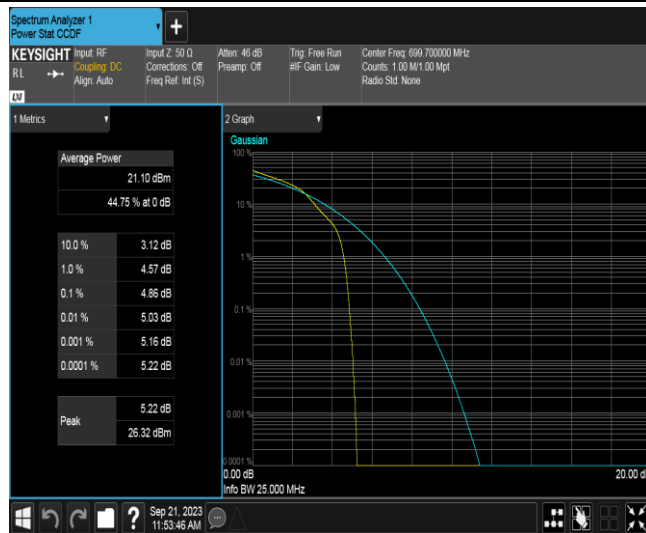 Spectrum Analyzer 1
Power Stat CCDF
KEYSIGHT
RL
Input: RF
Coupling: DC
Align: Auto
Input Z: 50 Ω
Corrections: Off
Freq Ref: Int (S)
Atten: 46 dB
Preamp: Off
Trig: Free Run
#IF Gain: Low
Center Freq: 699.700000 MHz
Counts: 1.00 M/1.00 Mpt
Radio Std: None
1 Metrics
Average Power
21.10 dBm
44.75 % at 0 dB
10.0 % 3.12 dB
1.0 % 4.57 dB
0.1 % 4.86 dB
0.01 % 5.03 dB
0.001 % 5.16 dB
0.0001 % 5.22 dB
Peak
5.22 dB
26.32 dBm
2 Graph
Gaussian
100 %
10 %
1 %
0.1 %
0.01 %
0.001 %
0.0001 %
0.00 dB
20.00 d
Info BW 25.000 MHz
?
Sep 21, 2023
11:53:46 AM